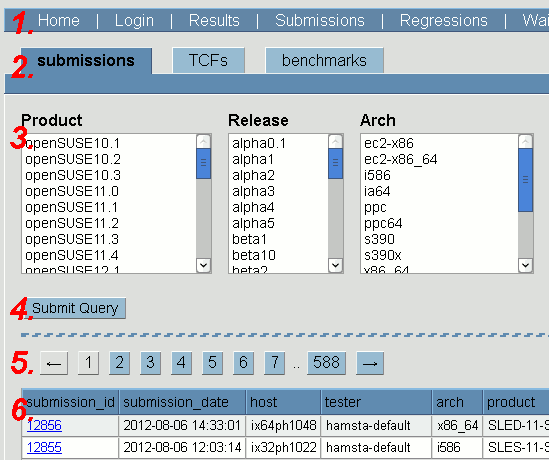 1. Home | Login | Results | Submissions | Regressions |
2. submissions TCFs benchmarks
Product Release Arch
3. openSUSE10.1 alpha0.1 ec2-x86
openSUSE10.2 alpha1 ec2-x86_64
openSUSE10.3 alpha2 i586
openSUSE11.0 alpha3 ia64
openSUSE11.1 alpha4 ppc
openSUSE11.2 alpha5 ppc64
openSUSE11.3 beta1 s390
openSUSE11.4 beta10 s390x
openSUSE12.1 beta2 x86_64
4. Submit Query
5. ← 1 2 3 4 5 6 7 .. 588 →
6. submission_id submission_date host tester arch product
12856 2012-08-06 14:33:01 ix64ph1048 hamsta-default x86_64 SLED-11-S
12855 2012-08-06 12:03:14 ix32ph1022 hamsta-default i586 SLES-11-S